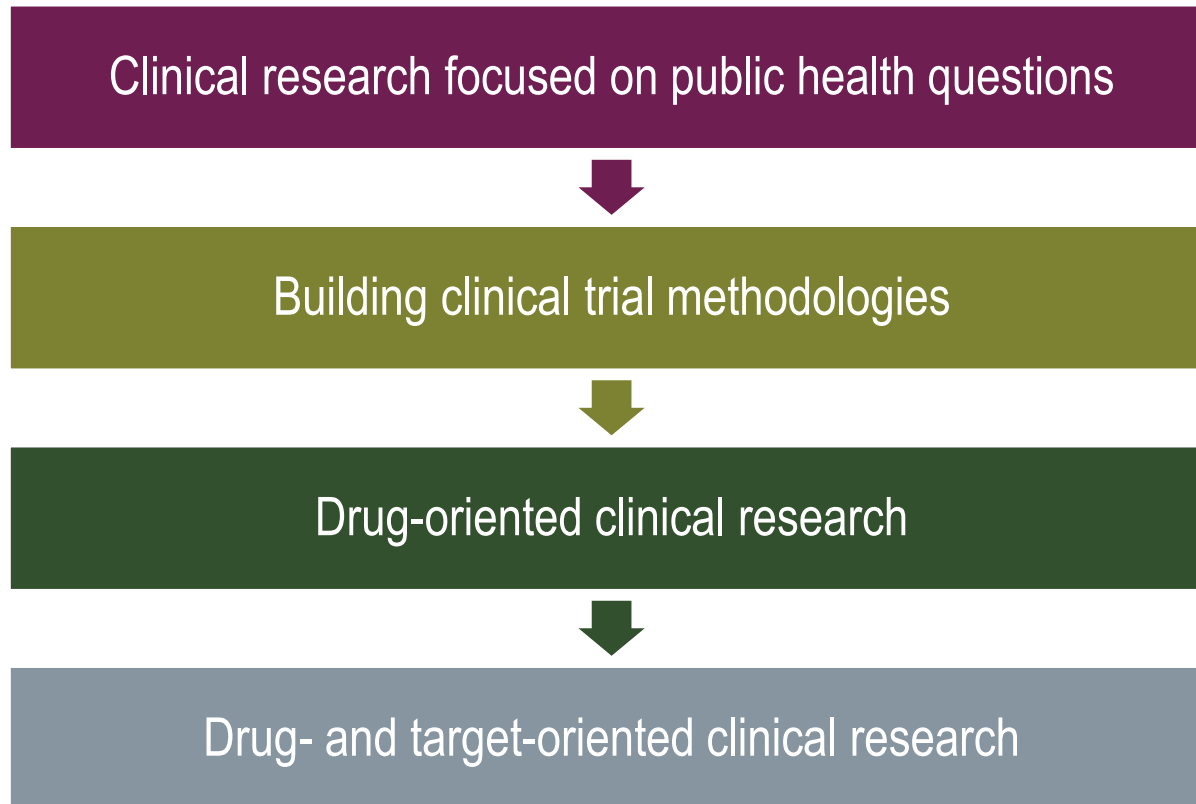 Clinical research focused on public health questions
Building clinical trial methodologies
Drug-oriented clinical research
Drug- and target-oriented clinical research